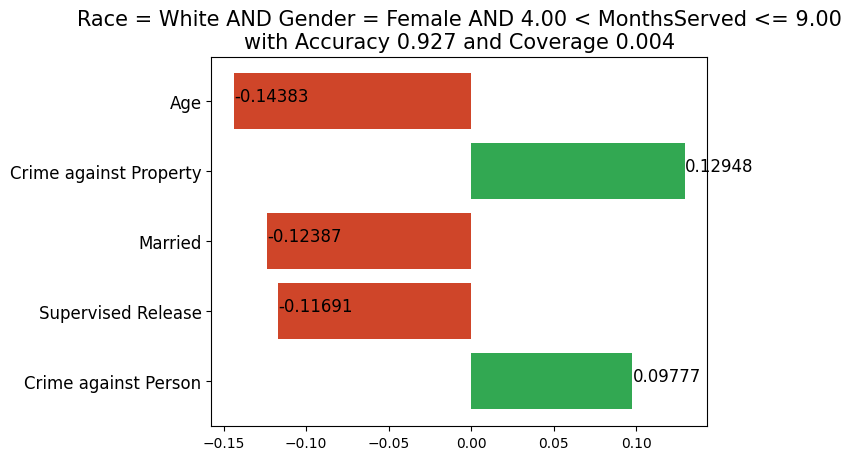 Race = White AND Gender = Female AND 4.00 < MonthsServed <= 9.00
with Accuracy 0.927 and Coverage 0.004
Age
-0.14383
Crime against Property
0.12948
Married
-0.12387
Supervised Release
-0.11691
Crime against Person
0.09777
−0.15 −0.10 −0.05 0.00 0.05 0.10